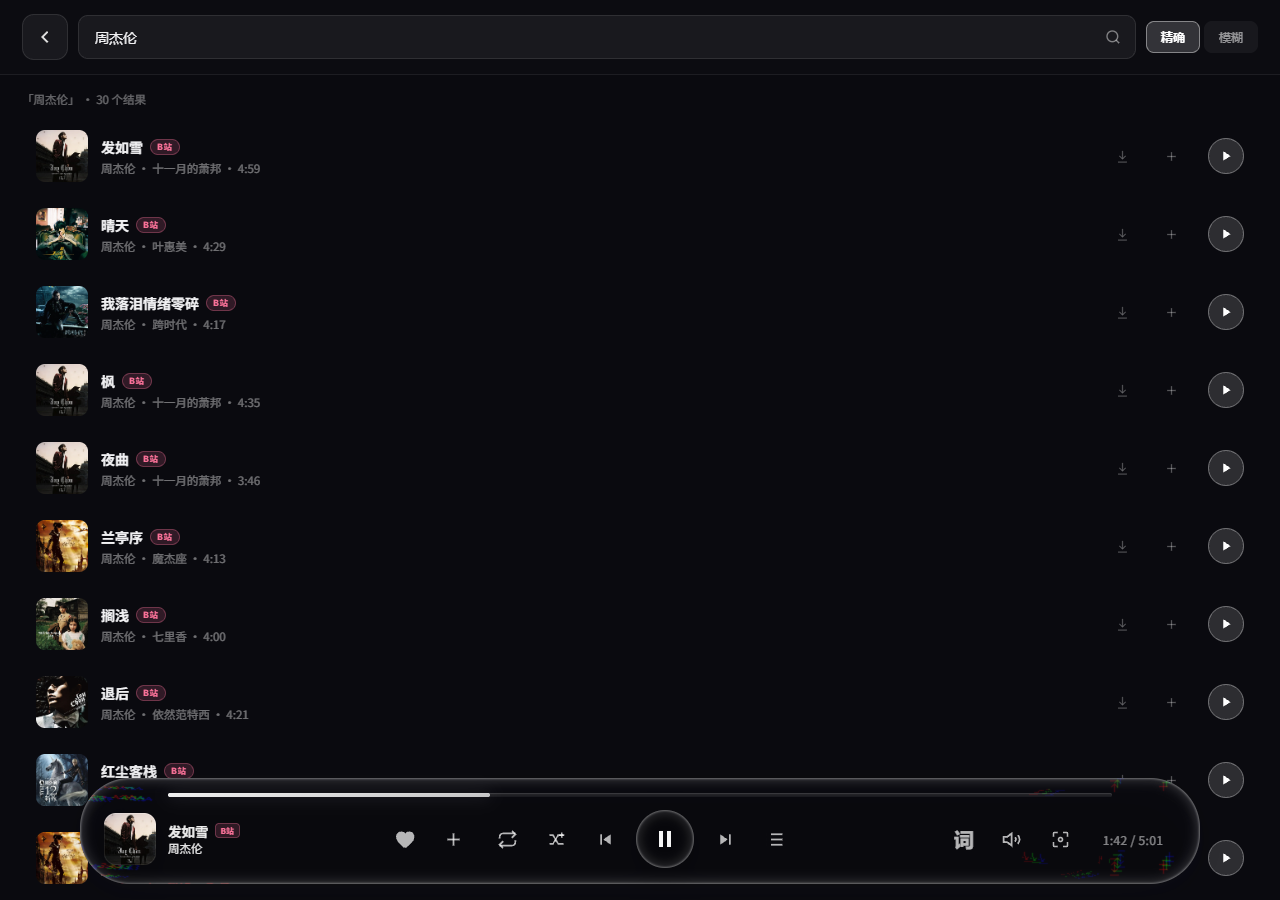 周杰伦
精确
模糊
「周杰伦」 • 30 个结果
发如雪 B站
周杰伦 • 十一月的萧邦 • 4:59
晴天 B站
周杰伦 • 叶惠美 • 4:29
我落泪情绪零碎 B站
周杰伦 • 跨时代 • 4:17
枫 B站
周杰伦 • 十一月的萧邦 • 4:35
夜曲 B站
周杰伦 • 十一月的萧邦 • 3:46
兰亭序 B站
周杰伦 • 魔杰座 • 4:13
搁浅 B站
周杰伦 • 七里香 • 4:00
退后 B站
周杰伦 • 依然范特西 • 4:21
红尘客栈 B站
发如雪 B站
周杰伦
词
1:42 / 5:01